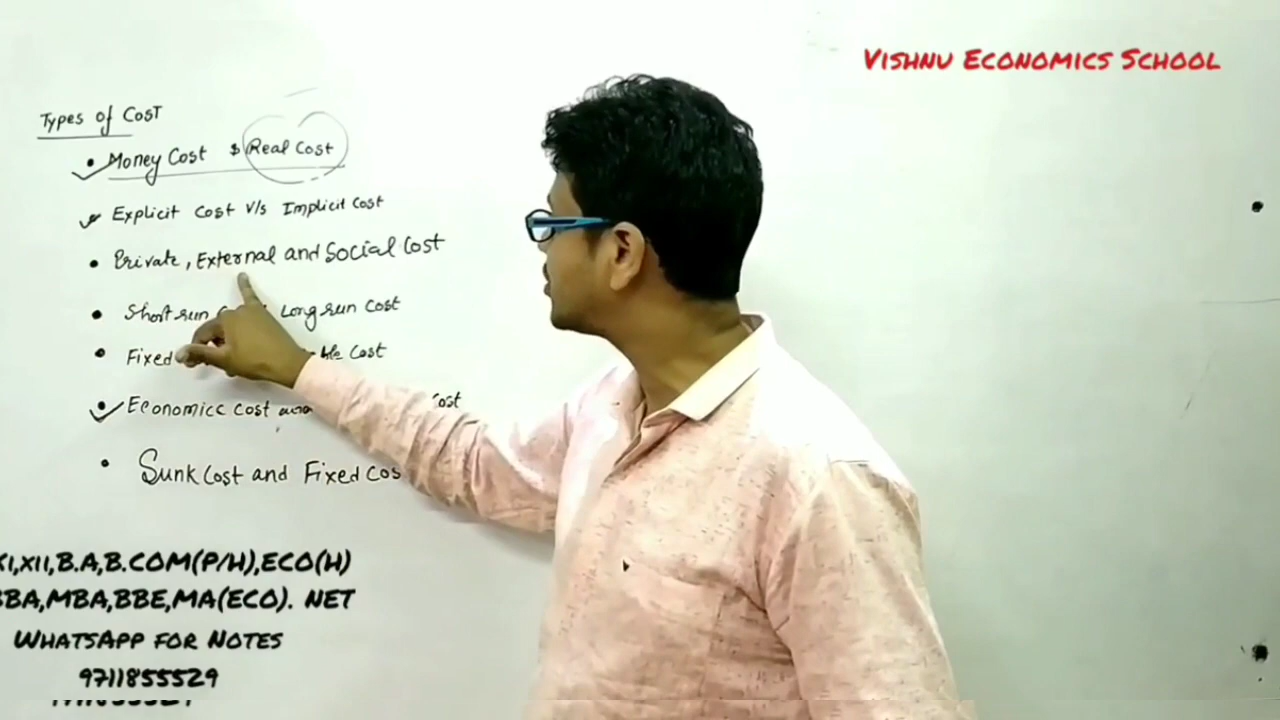 VISHNU ECONOMICS SCHOOL
Types of Cost
Money Cost & Real Cost
Explicit Cost V/s Implicit Cost
Private, External and Social Cost
Short run Long run Cost
Fixed Cost
Economicc Cost Cost
Sunk Cost and Fixed Cos
XI,XII,B.A,B.COM(P/H),ECO(H)
BBA,MBA,BBE,MA(ECO). NET
WHATSAPP FOR NOTES
9711855529